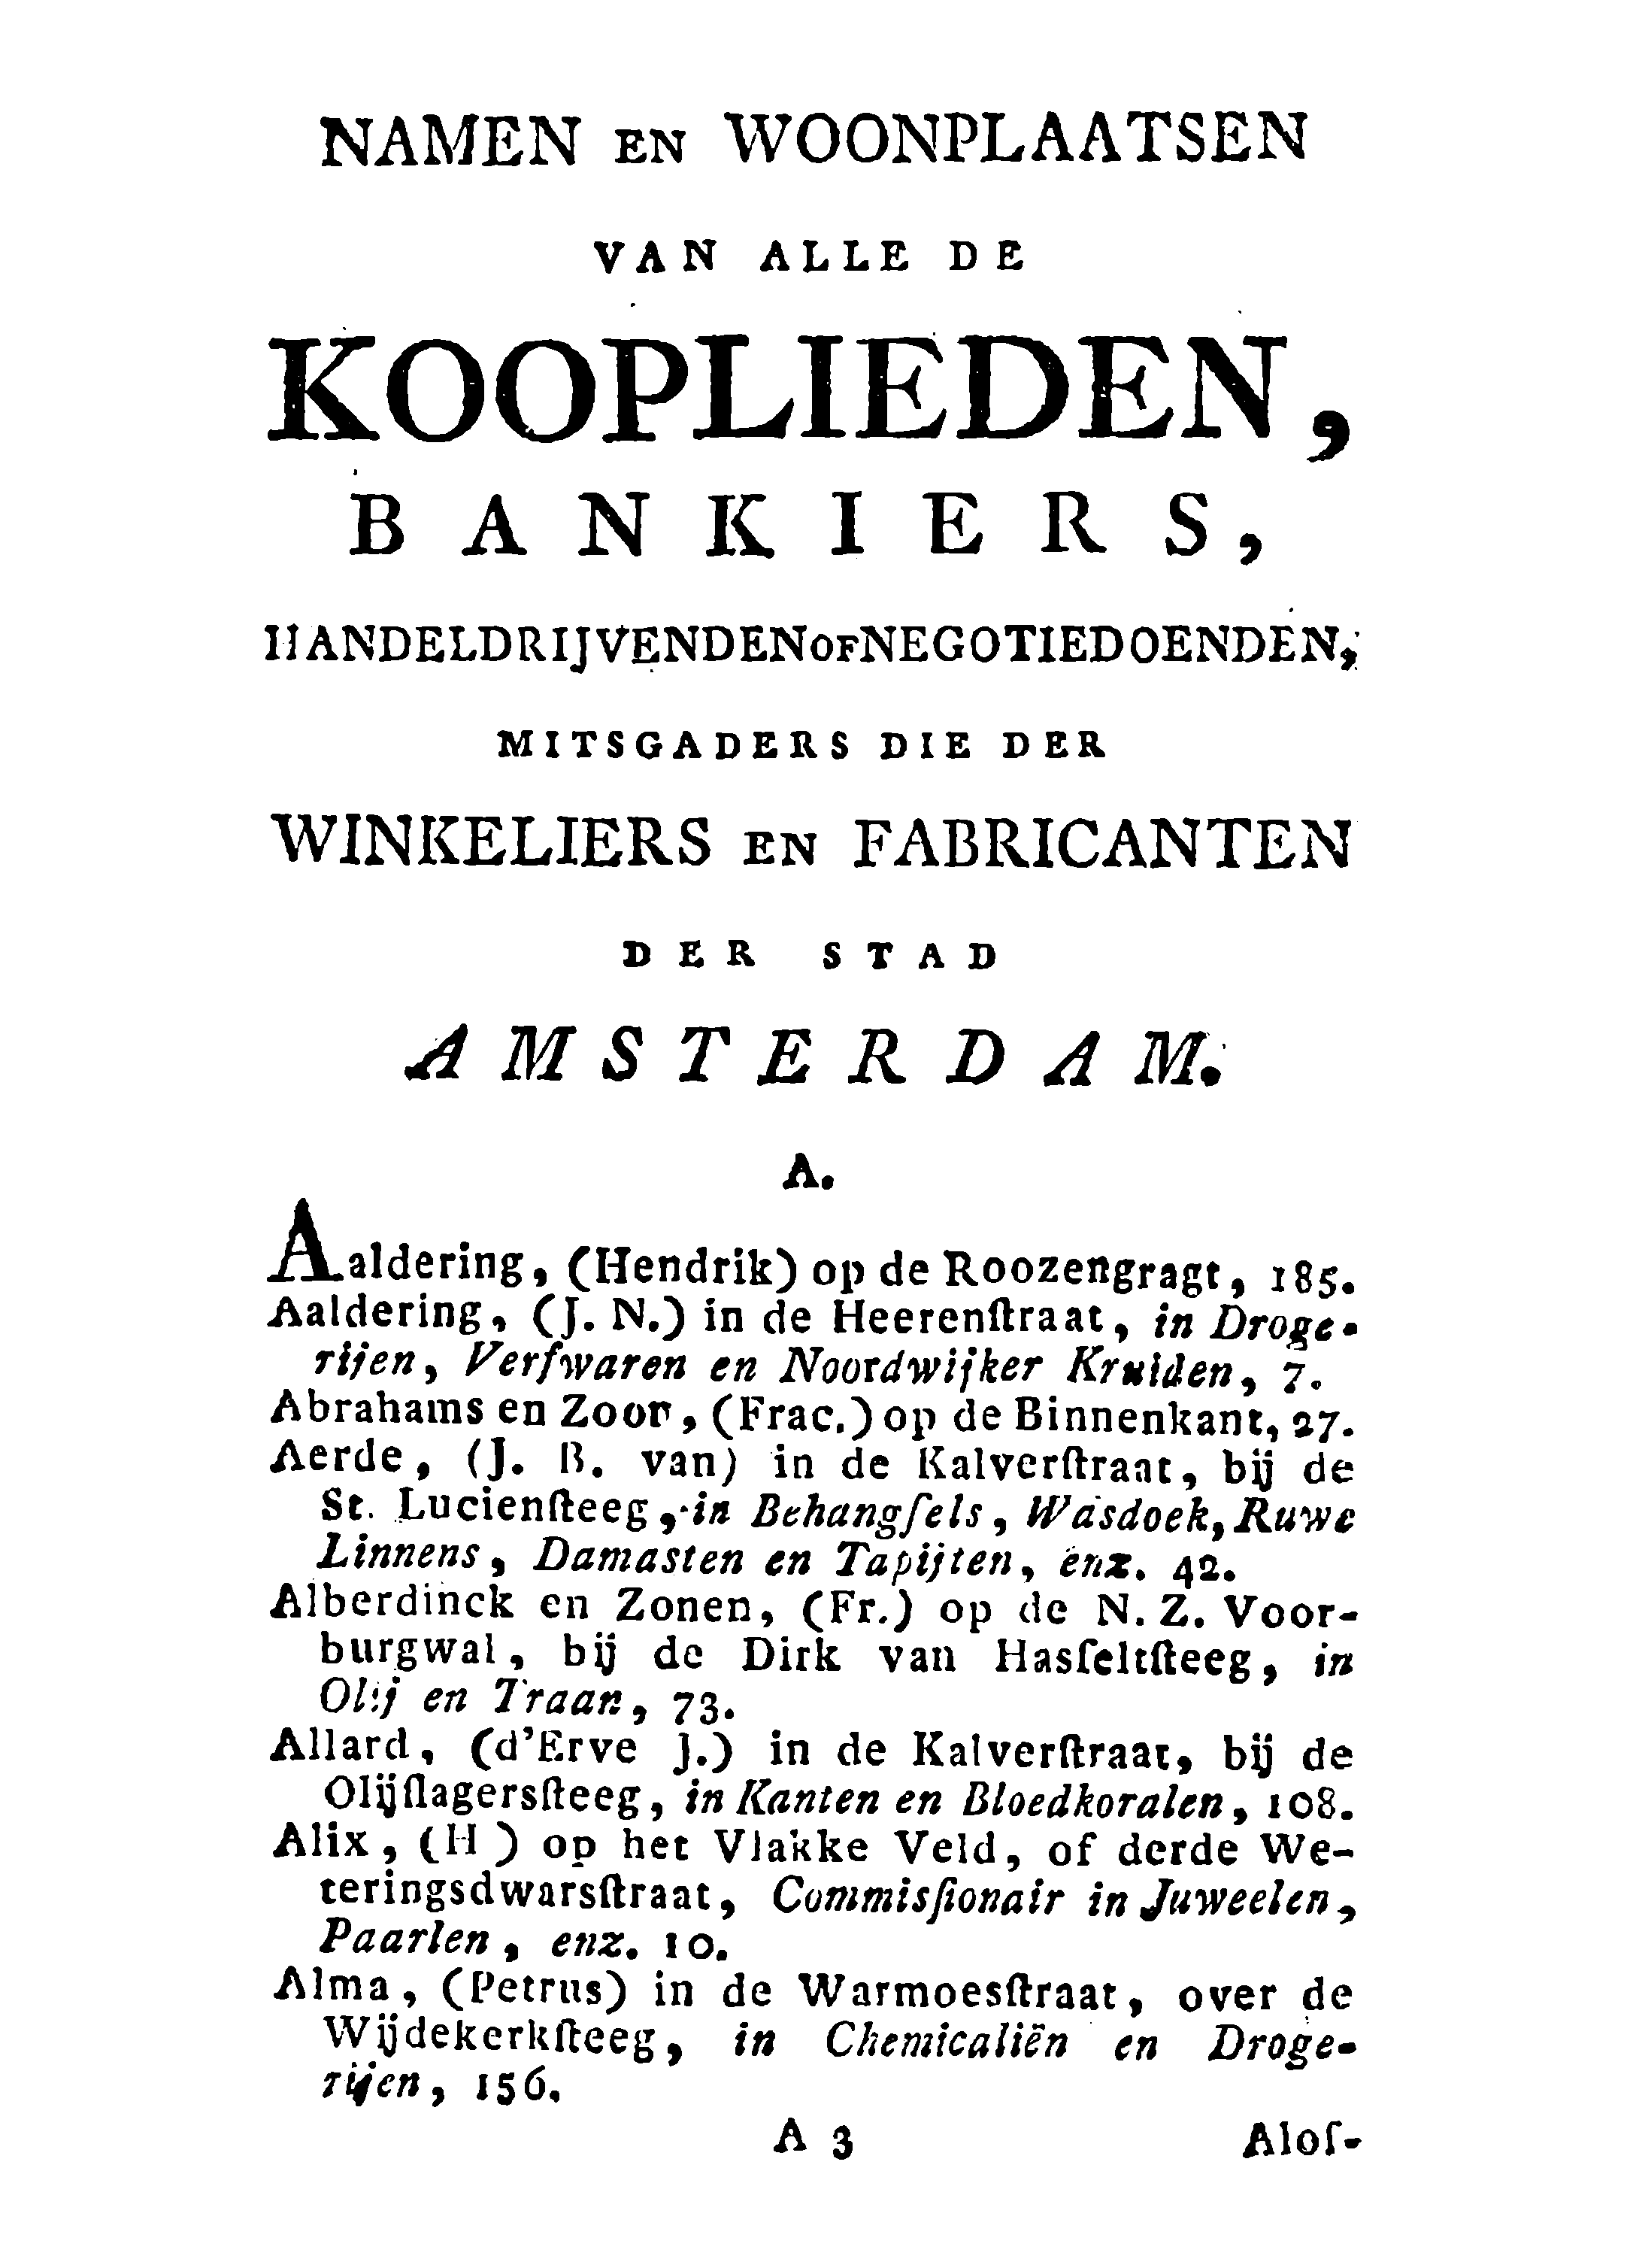 NAMEN EN WOONPLAATSEN
VAN ALLE DE
KOOPLIEDEN,
BANKIERS,
HANDELDRIJVENDEN OF NEGOTIEDOENDEN,
MITSGADERS DIE DER
WINKELIERS EN FABRICANTEN
DER STAD
AMSTERDAM.
A.
Aaldering, (Hendrik) op de Roozengragt, 185.
Aaldering, (J. N.) in de Heerenſtraat, in Droge-
rijen, Verfwaren en Noordwijker Kruiden, 7.
Abrahams en Zoon, (Frac.) op de Binnenkant, 27.
Aerde, (J. B. van) in de Kalverſtraat, bij de
St. Lucienſteeg, in Behangſels, Wasdoek, Ruwe
Linnens, Damasten en Tapijten, enz. 42.
Alberdinck en Zonen, (Fr.) op de N. Z. Voor-
burgwal, bij de Dirk van Hasſeltſteeg, in
Olij en Traan, 73.
Allard, (d'Erve J.) in de Kalverſtraat, bij de
Olijſlagersſteeg, in Kanten en Bloedkoralen, 108.
Alix, (H ) op het Vlakke Veld, of derde We-
teringsdwarsſtraat, Commisſionair in Juweelen,
Paarlen, enz. 10.
Alma, (Petrus) in de Warmoesſtraat, over de
Wijdekerkſteeg, in Chemicaliën en Droge-
rijen, 156.
A 3 Aloſ-